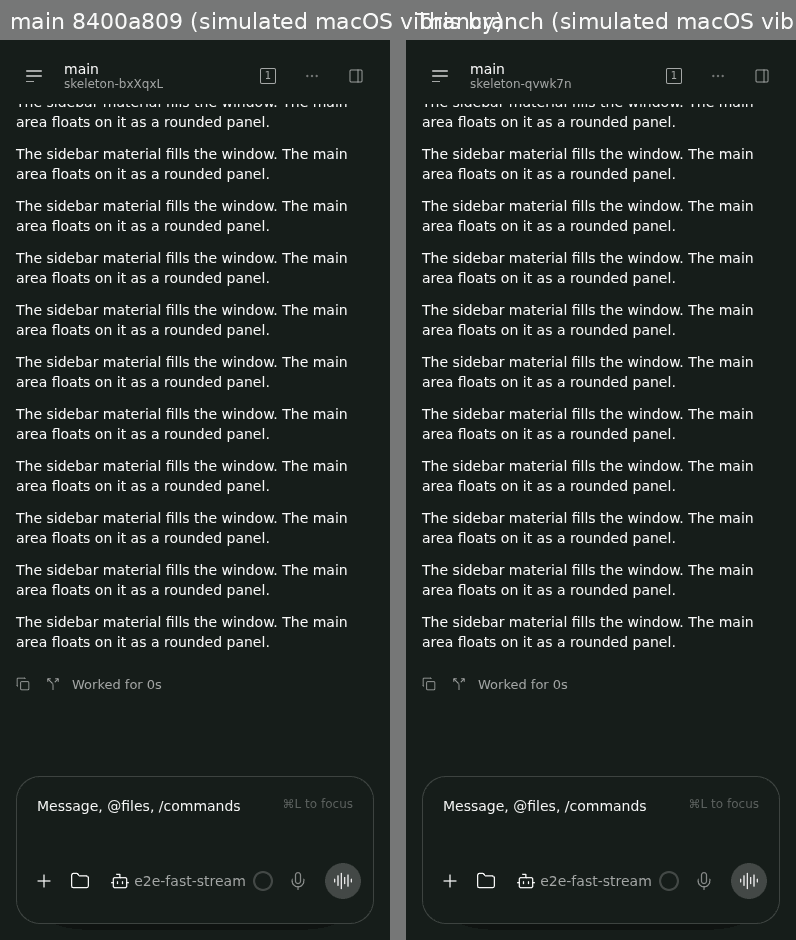 main 8400a809 (simulated macOS vibrancy)
This branch (simulated macOS vib
main
skeleton-bxXqxL
1
The sidebar material fills the window. The main
area floats on it as a rounded panel.
The sidebar material fills the window. The main
area floats on it as a rounded panel.
The sidebar material fills the window. The main
area floats on it as a rounded panel.
The sidebar material fills the window. The main
area floats on it as a rounded panel.
The sidebar material fills the window. The main
area floats on it as a rounded panel.
The sidebar material fills the window. The main
area floats on it as a rounded panel.
The sidebar material fills the window. The main
area floats on it as a rounded panel.
The sidebar material fills the window. The main
area floats on it as a rounded panel.
The sidebar material fills the window. The main
area floats on it as a rounded panel.
The sidebar material fills the window. The main
area floats on it as a rounded panel.
The sidebar material fills the window. The main
area floats on it as a rounded panel.
Worked for 0s
Message, @files, /commands
⌘L to focus
e2e-fast-stream
main
skeleton-qvwk7n
1
The sidebar material fills the window. The main
area floats on it as a rounded panel.
The sidebar material fills the window. The main
area floats on it as a rounded panel.
The sidebar material fills the window. The main
area floats on it as a rounded panel.
The sidebar material fills the window. The main
area floats on it as a rounded panel.
The sidebar material fills the window. The main
area floats on it as a rounded panel.
The sidebar material fills the window. The main
area floats on it as a rounded panel.
The sidebar material fills the window. The main
area floats on it as a rounded panel.
The sidebar material fills the window. The main
area floats on it as a rounded panel.
The sidebar material fills the window. The main
area floats on it as a rounded panel.
The sidebar material fills the window. The main
area floats on it as a rounded panel.
The sidebar material fills the window. The main
area floats on it as a rounded panel.
Worked for 0s
Message, @files, /commands
⌘L to focus
e2e-fast-stream